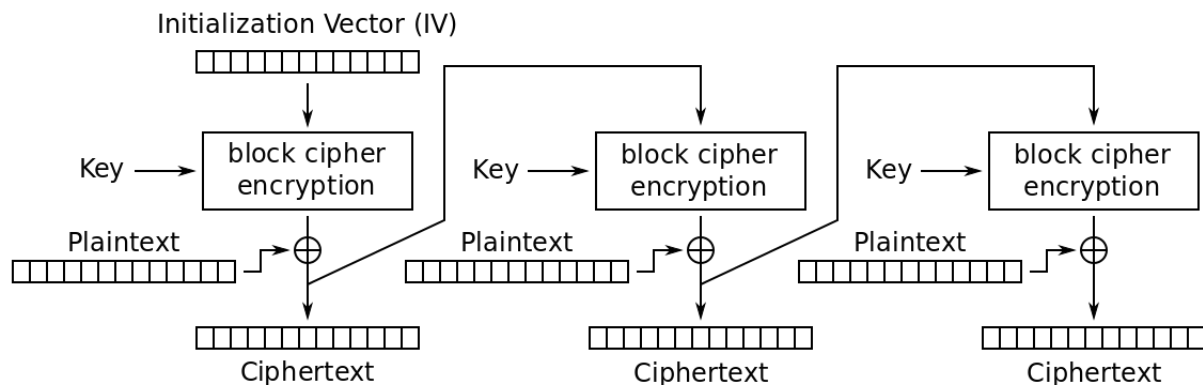 Initialization Vector (IV)
Key
block cipher
encryption
Key
block cipher
encryption
Key
block cipher
encryption
Plaintext
Plaintext
Plaintext
Ciphertext
Ciphertext
Ciphertext